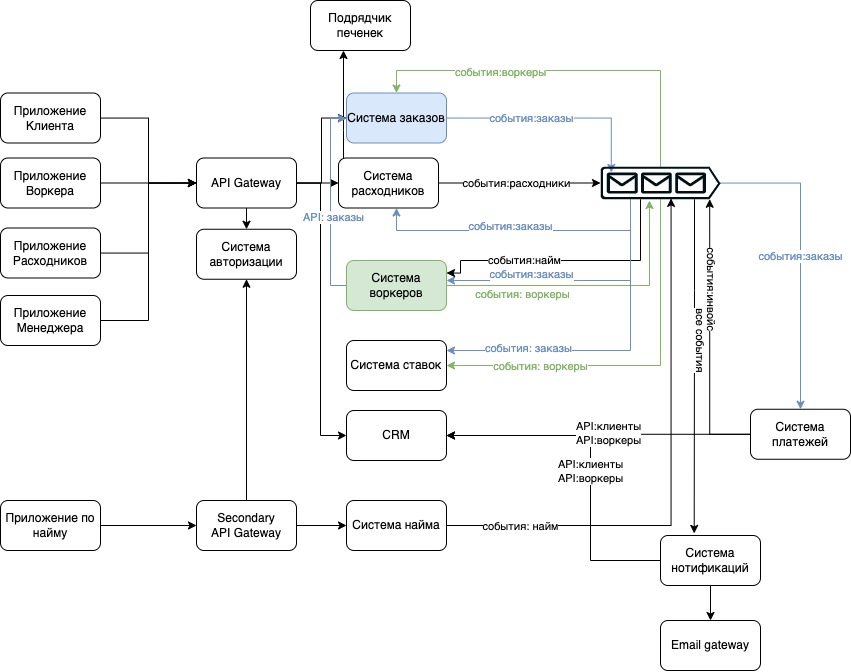 Подрядчик
печенек
события:воркеры
Приложение
Клиента
Система заказов
события:заказы
Приложение
Воркера
API Gateway
Система
расходников
события:расходники
API: заказы
события:заказы
Приложение
Расходников
Система
авторизации
события:найм
события:заказы
Система
воркеров
события: воркеры
события:инвойс
все события
события:заказы
Приложение
Менеджера
события: заказы
Система ставок
события: воркеры
CRM
API:клиенты
API:воркеры
Система
платежей
API:клиенты
API:воркеры
Приложение по
найму
Secondary
API Gateway
Система найма
события: найм
Система
нотификаций
Email gateway